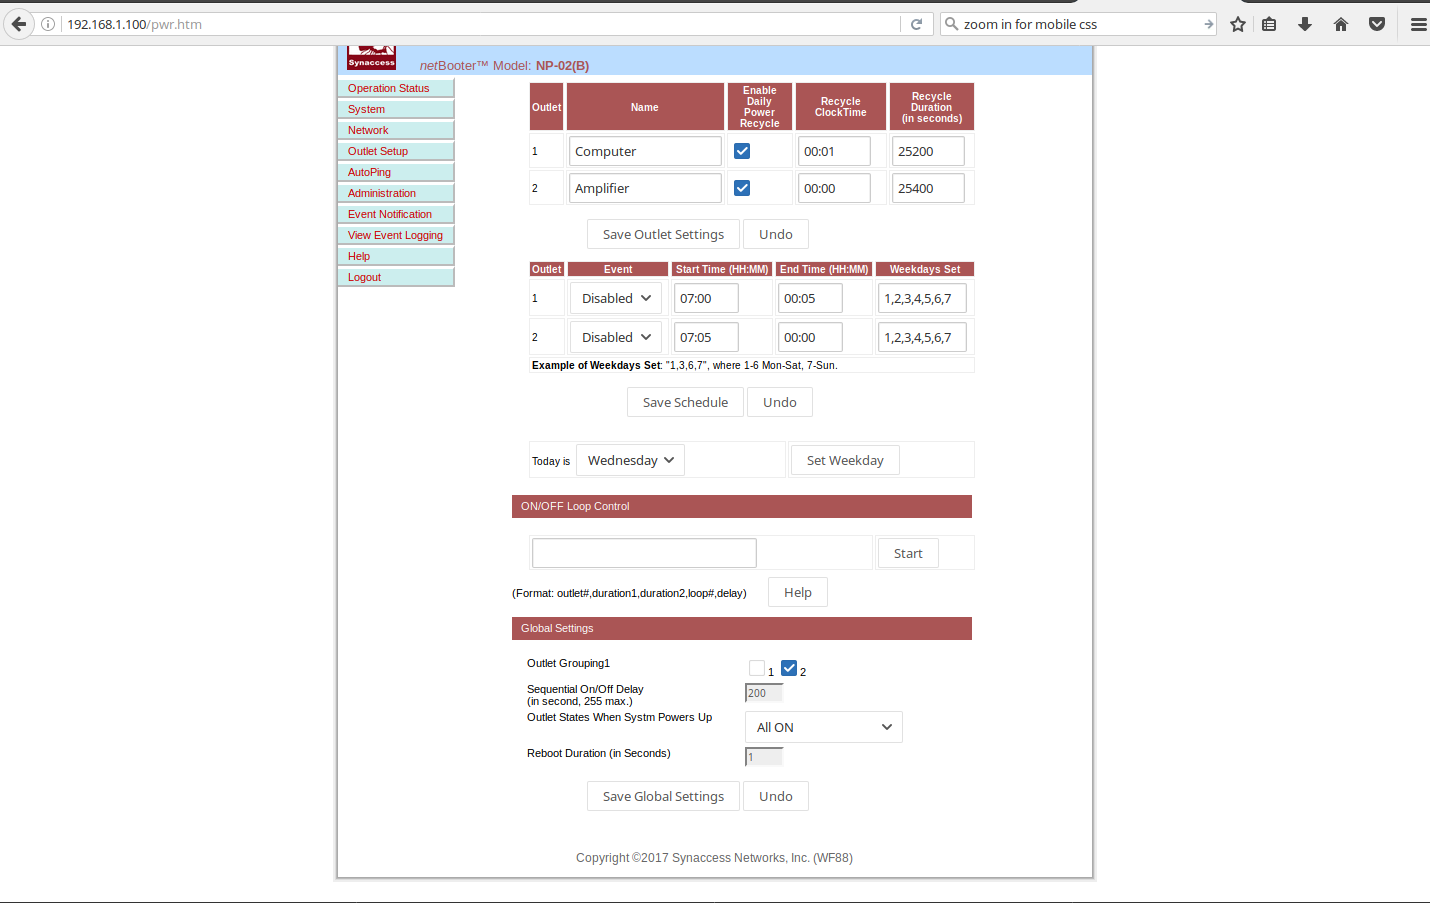 192.168.1.100/pwr.htm
zoom in for mobile css
Synaccess
netBooter™ Model: NP-02(B)
Operation Status
System
Network
Outlet Setup
AutoPing
Administration
Event Notification
View Event Logging
Help
Logout
Outlet Name Enable Daily Power Recycle Recycle ClockTime Recycle Duration (in seconds)
1 Computer 00:01 25200
2 Amplifier 00:00 25400
Save Outlet Settings Undo
Outlet Event Start Time (HH:MM) End Time (HH:MM) Weekdays Set
1 Disabled 07:00 00:05 1,2,3,4,5,6,7
2 Disabled 07:05 00:00 1,2,3,4,5,6,7
Example of Weekdays Set: "1,3,6,7", where 1-6 Mon-Sat, 7-Sun.
Save Schedule Undo
Today is Wednesday Set Weekday
ON/OFF Loop Control
Start
(Format: outlet#,duration1,duration2,loop#,delay) Help
Global Settings
Outlet Grouping1 1 2
Sequential On/Off Delay 200
(in second, 255 max.)
Outlet States When Systm Powers Up All ON
Reboot Duration (in Seconds) 1
Save Global Settings Undo
Copyright ©2017 Synaccess Networks, Inc. (WF88)